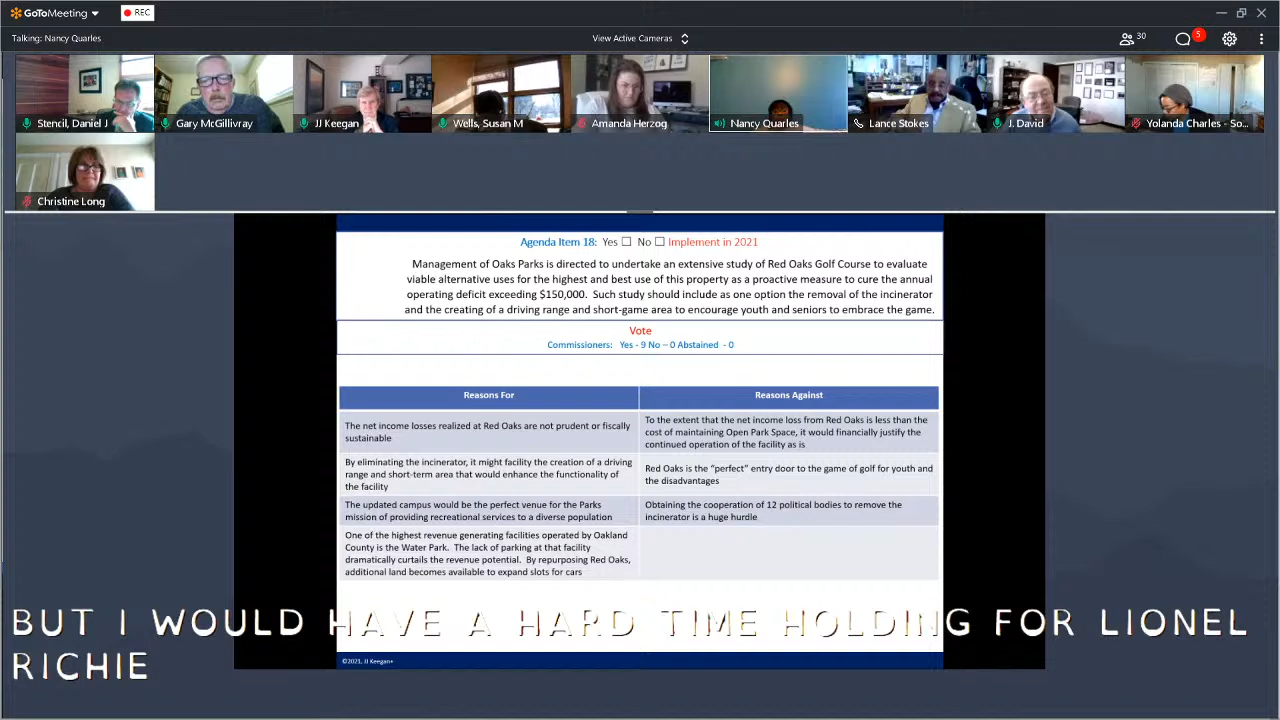 GoToMeeting REC
Talking: Nancy Quarles View Active Cameras 30 5
Stencil, Daniel J Gary McGillivray JJ Keegan Wells, Susan M Amanda Herzog Nancy Quarles Lance Stokes J. David Yolanda Charles - So...
Christine Long
Agenda Item 18: Yes ☐ No ☐ Implement in 2021
Management of Oaks Parks is directed to undertake an extensive study of Red Oaks Golf Course to evaluate
viable alternative uses for the highest and best use of this property as a proactive measure to cure the annual
operating deficit exceeding $150,000. Such study should include as one option the removal of the incinerator
and the creating of a driving range and short-game area to encourage youth and seniors to embrace the game.
Vote
Commissioners: Yes - 9 No – 0 Abstained - 0
Reasons For
Reasons Against
The net income losses realized at Red Oaks are not prudent or fiscally
sustainable
To the extent that the net income loss from Red Oaks is less than the
cost of maintaining Open Park Space, it would financially justify the
continued operation of the facility as is
By eliminating the incinerator, it might facility the creation of a driving
range and short-term area that would enhance the functionality of
the facility
Red Oaks is the “perfect” entry door to the game of golf for youth and
the disadvantages
The updated campus would be the perfect venue for the Parks
mission of providing recreational services to a diverse population
Obtaining the cooperation of 12 political bodies to remove the
incinerator is a huge hurdle
One of the highest revenue generating facilities operated by Oakland
County is the Water Park. The lack of parking at that facility
dramatically curtails the revenue potential. By repurposing Red Oaks,
additional land becomes available to expand slots for cars
BUT I WOULD HAVE A HARD TIME HOLDING FOR LIONEL
RICHIE
©2021, JJ Keegan+